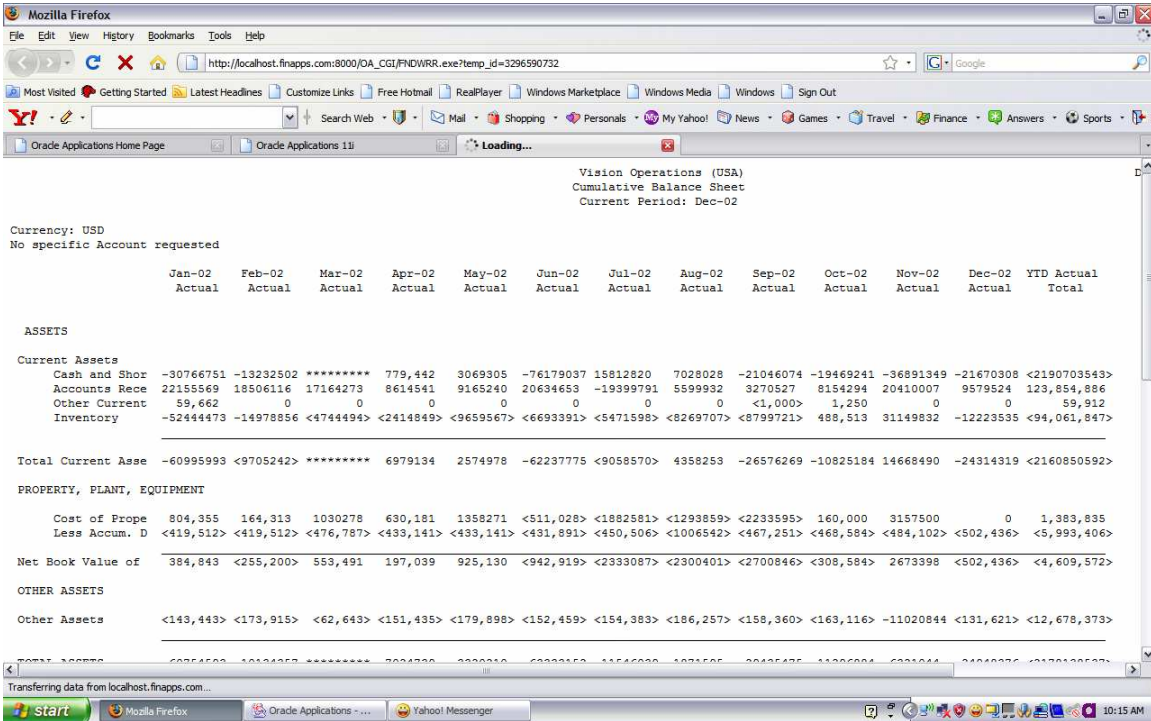 Mozilla Firefox
File Edit View History Bookmarks Tools Help
http://localhost.finapps.com:8000/OA_CGI/FNDWRR.exe?temp_id=3296590732
G Google
Most Visited Getting Started Latest Headlines Customize Links Free Hotmail RealPlayer Windows Marketplace Windows Media Windows Sign Out
Y! Search Web Mail Shopping Personals My My Yahoo! News Games Travel Finance Answers Sports
Oracle Applications Home Page Oracle Applications 11i Loading...
Vision Operations (USA) D
Cumulative Balance Sheet
Current Period: Dec-02
Currency: USD
No specific Account requested
Jan-02 Feb-02 Mar-02 Apr-02 May-02 Jun-02 Jul-02 Aug-02 Sep-02 Oct-02 Nov-02 Dec-02 YTD Actual
Actual Actual Actual Actual Actual Actual Actual Actual Actual Actual Actual Actual Total
ASSETS
Current Assets
Cash and Shor -30766751 -13232502 ********* 779,442 3069305 -76179037 15812820 7028028 -21046074 -19469241 -36891349 -21670308 <2190703543>
Accounts Rece 22155569 18506116 17164273 8614541 9165240 20634653 -19399791 5599932 3270527 8154294 20410007 9579524 123,854,886
Other Current 59,662 0 0 0 0 0 0 0 <1,000> 1,250 0 0 59,912
Inventory -52444473 -14978856 <4744494> <2414849> <9659567> <6693391> <5471598> <8269707> <8799721> 488,513 31149832 -12223535 <94,061,847>
Total Current Asse -60995993 <9705242> ********* 6979134 2574978 -62237775 <9058570> 4358253 -26576269 -10825184 14668490 -24314319 <2160850592>
PROPERTY, PLANT, EQUIPMENT
Cost of Prope 804,355 164,313 1030278 630,181 1358271 <511,028> <1882581> <1293859> <2233595> 160,000 3157500 0 1,383,835
Less Accum. D <419,512> <419,512> <476,787> <433,141> <433,141> <431,891> <450,506> <1006542> <467,251> <468,584> <484,102> <502,436> <5,993,406>
Net Book Value of 384,843 <255,200> 553,491 197,039 925,130 <942,919> <2333087> <2300401> <2700846> <308,584> 2673398 <502,436> <4,609,572>
OTHER ASSETS
Other Assets <143,443> <173,915> <62,643> <151,435> <179,898> <152,459> <154,383> <186,257> <158,360> <163,116> -11020844 <131,621> <12,678,373>
TOTAL ASSETS
Transferring data from localhost.finapps.com...
start Mozilla Firefox Oracle Applications - ... Yahoo! Messenger 10:15 AM